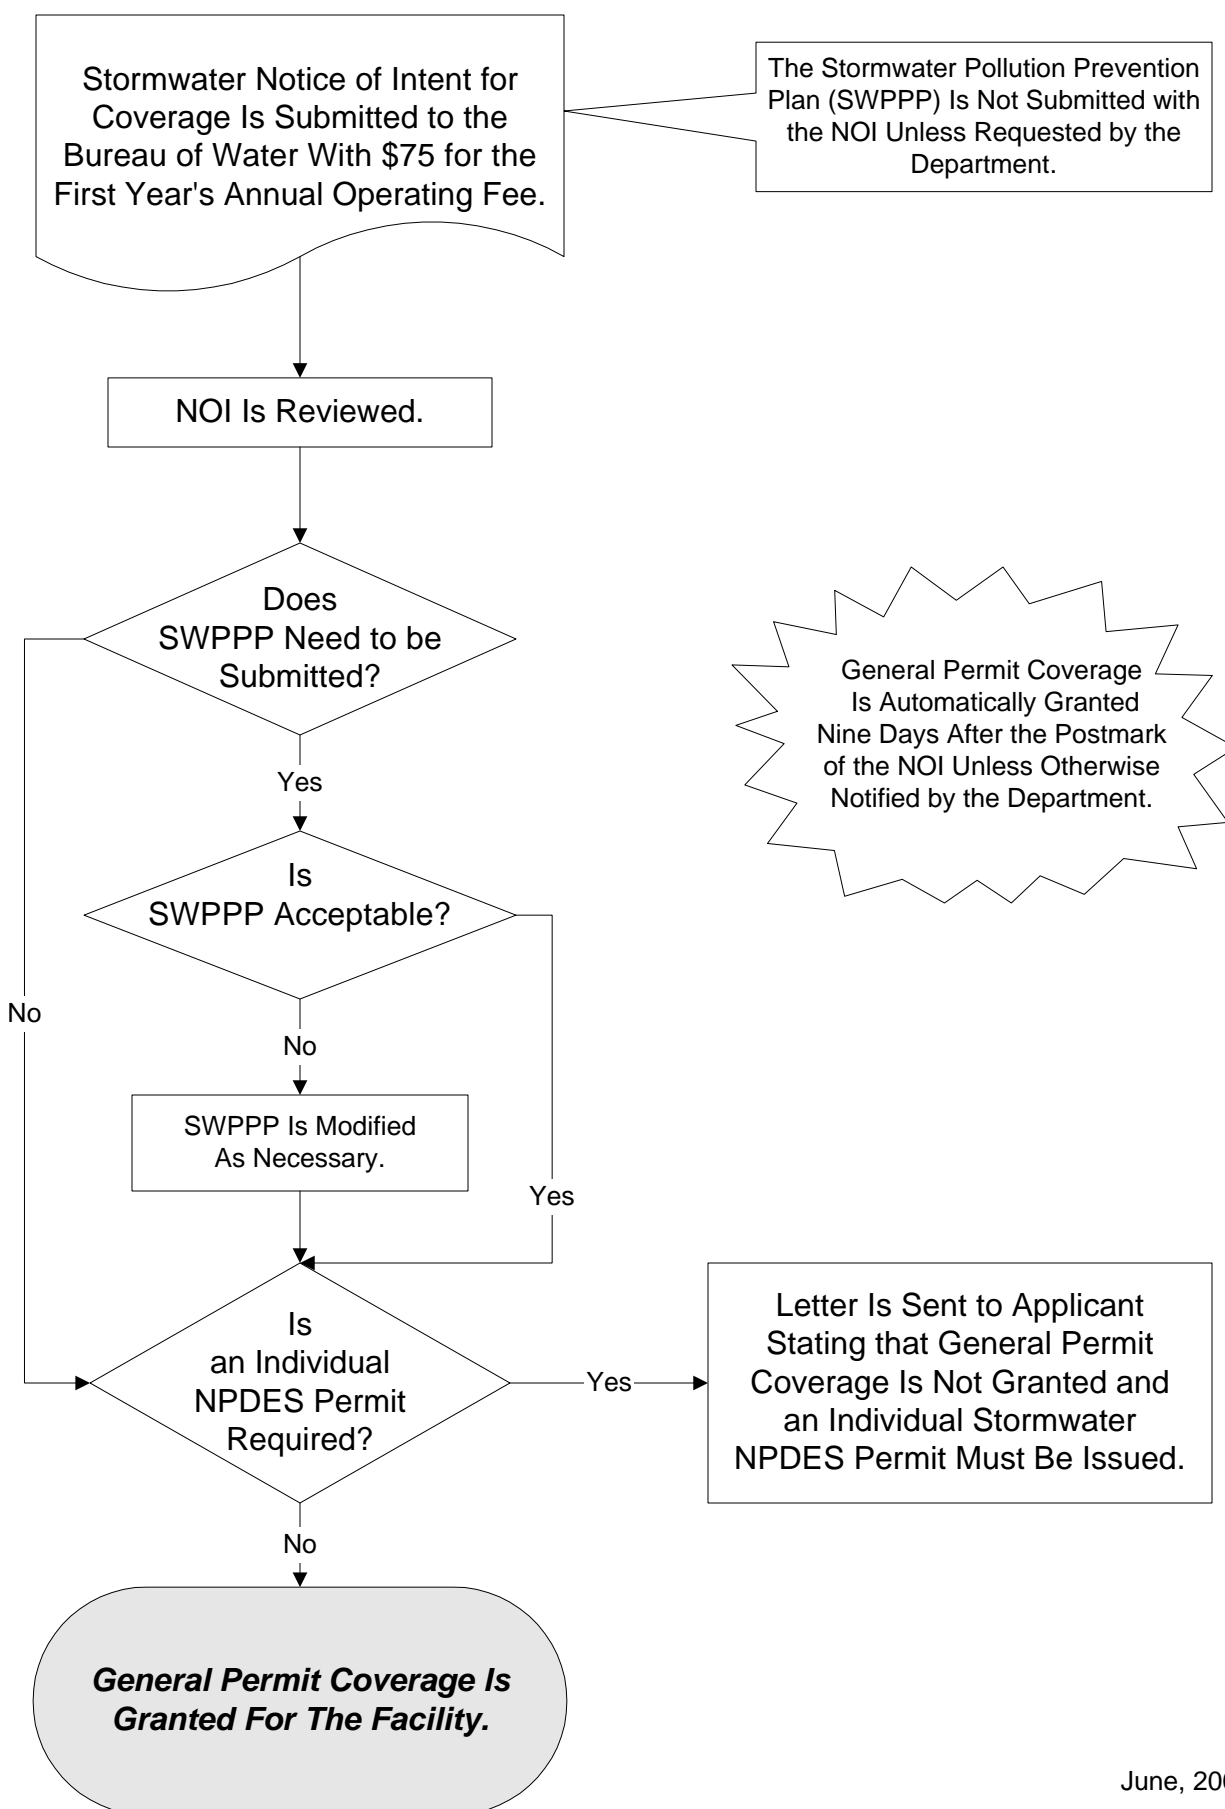 Stormwater Notice of Intent for
Coverage Is Submitted to the
Bureau of Water With $75 for the
First Year's Annual Operating Fee.
The Stormwater Pollution Prevention
Plan (SWPPP) Is Not Submitted with
the NOI Unless Requested by the
Department.
NOI Is Reviewed.
Does
SWPPP Need to be
Submitted?
General Permit Coverage
Is Automatically Granted
Nine Days After the Postmark
of the NOI Unless Otherwise
Notified by the Department.
Yes
Is
SWPPP Acceptable?
No
No
SWPPP Is Modified
As Necessary.
Yes
Is
an Individual
NPDES Permit
Required?
Yes
Letter Is Sent to Applicant
Stating that General Permit
Coverage Is Not Granted and
an Individual Stormwater
NPDES Permit Must Be Issued.
No
General Permit Coverage Is
Granted For The Facility.
June,